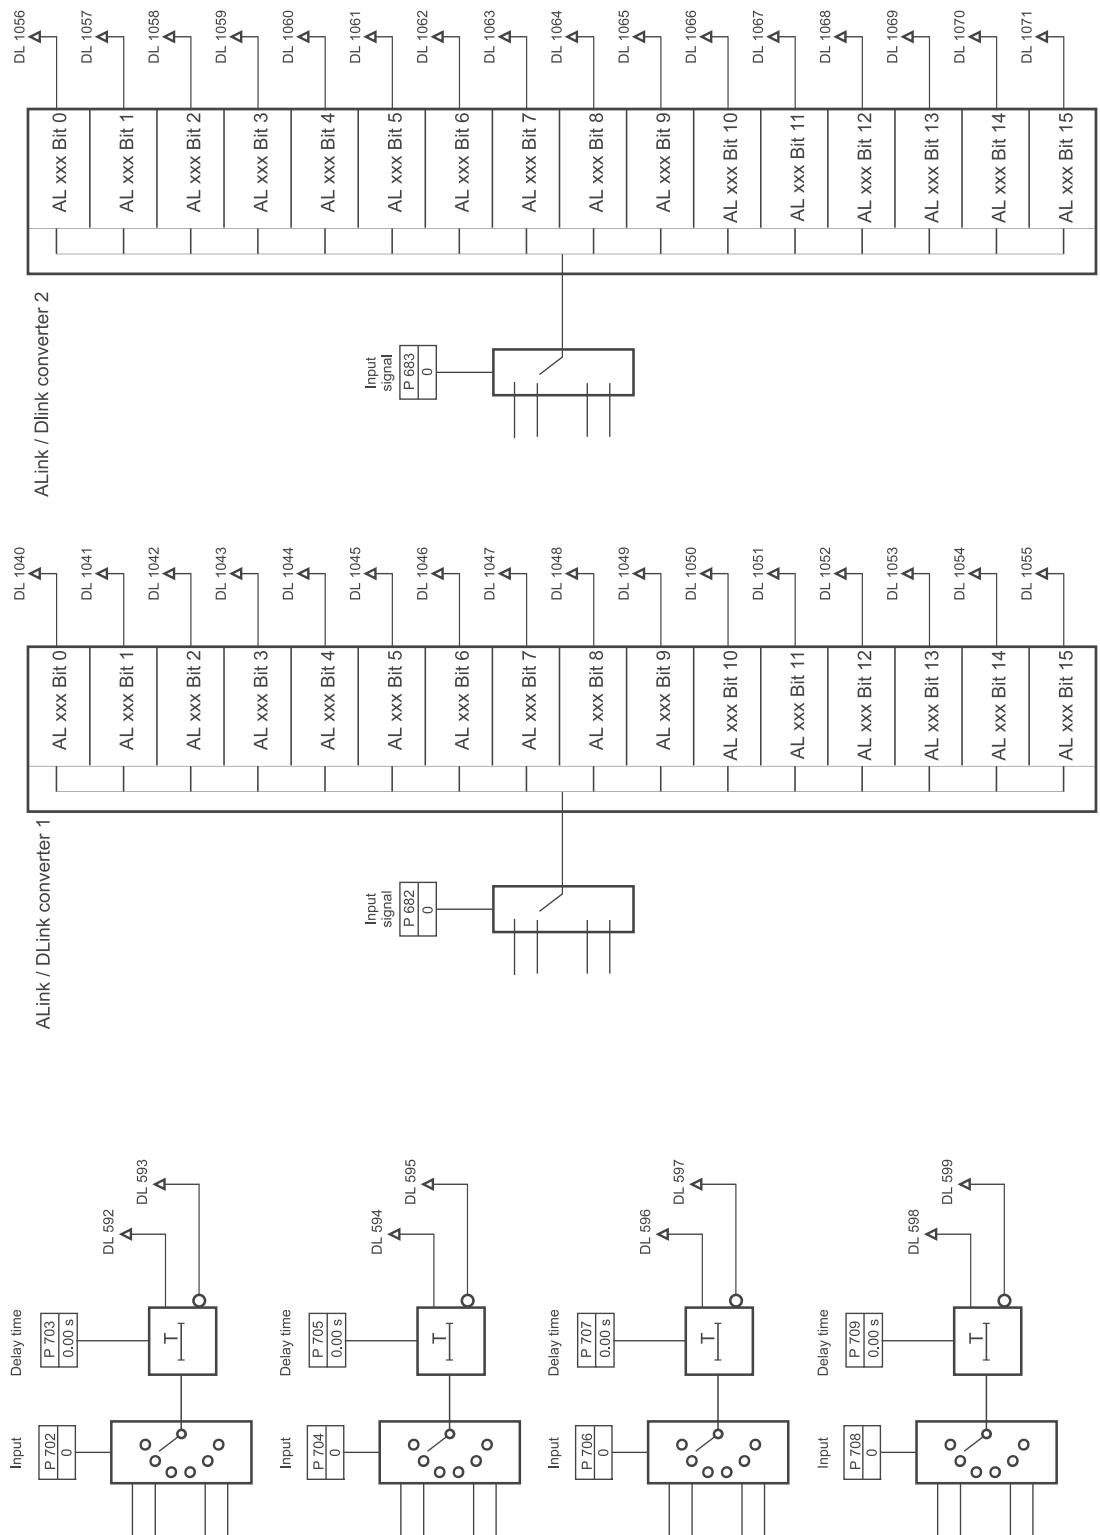 Input
P 702
0
Delay time
P 703
0.00 s
DL 592
DL 593
Input
P 704
0
Delay time
P 705
0.00 s
DL 594
DL 595
Input
P 706
0
Delay time
P 707
0.00 s
DL 596
DL 597
Input
P 708
0
Delay time
P 709
0.00 s
DL 598
DL 599
T
T
T
T
ALink / DLink converter 1
Input
signal
P 682
0
AL xxx Bit 0
DL 1040
AL xxx Bit 1
DL 1041
AL xxx Bit 2
DL 1042
AL xxx Bit 3
DL 1043
AL xxx Bit 4
DL 1044
AL xxx Bit 5
DL 1045
AL xxx Bit 6
DL 1046
AL xxx Bit 7
DL 1047
AL xxx Bit 8
DL 1048
AL xxx Bit 9
DL 1049
AL xxx Bit 10
DL 1050
AL xxx Bit 11
DL 1051
AL xxx Bit 12
DL 1052
AL xxx Bit 13
DL 1053
AL xxx Bit 14
DL 1054
AL xxx Bit 15
DL 1055
ALink / Dlink converter 2
Input
signal
P 683
0
AL xxx Bit 0
DL 1056
AL xxx Bit 1
DL 1057
AL xxx Bit 2
DL 1058
AL xxx Bit 3
DL 1059
AL xxx Bit 4
DL 1060
AL xxx Bit 5
DL 1061
AL xxx Bit 6
DL 1062
AL xxx Bit 7
DL 1063
AL xxx Bit 8
DL 1064
AL xxx Bit 9
DL 1065
AL xxx Bit 10
DL 1066
AL xxx Bit 11
DL 1067
AL xxx Bit 12
DL 1068
AL xxx Bit 13
DL 1069
AL xxx Bit 14
DL 1070
AL xxx Bit 15
DL 1071